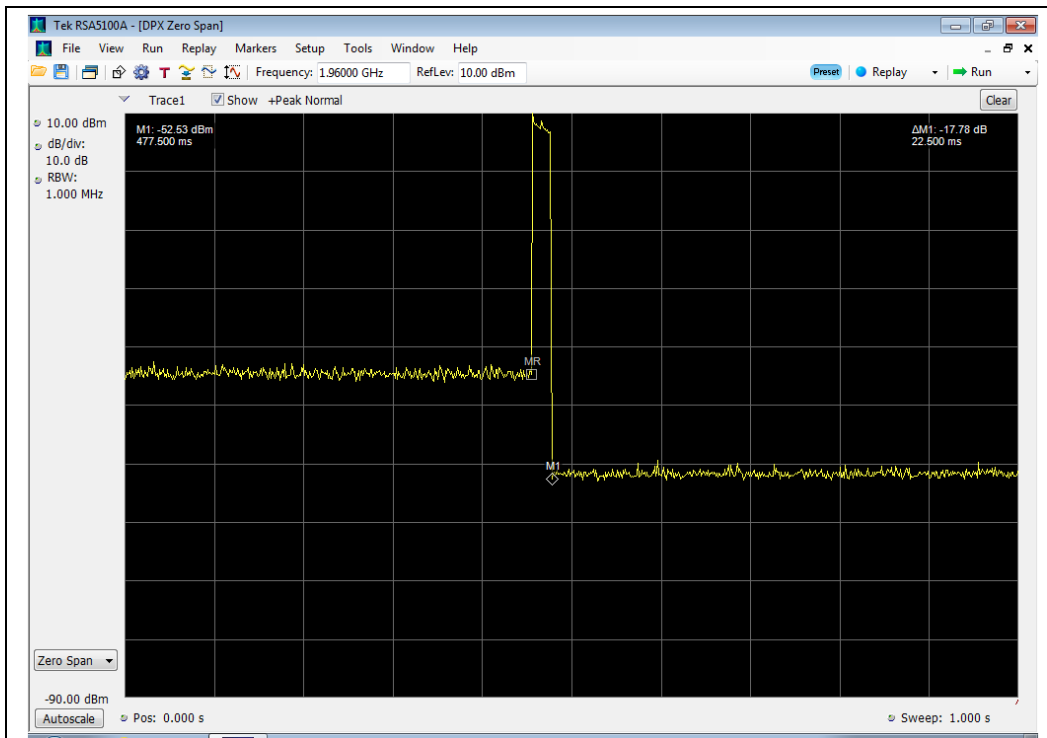 Tek RSA5100A - [DPX Zero Span]
File View Run Replay Markers Setup Tools Window Help
Frequency: 1.96000 GHz RefLev: 10.00 dBm Preset Replay Run
Trace1 Show +Peak Normal Clear
10.00 dBm
dB/div:
10.0 dB
RBW:
1.000 MHz
M1: -52.53 dBm
477.500 ms
ΔM1: -17.78 dB
22.500 ms
MR
M1
Zero Span
-90.00 dBm
Autoscale Pos: 0.000 s Sweep: 1.000 s